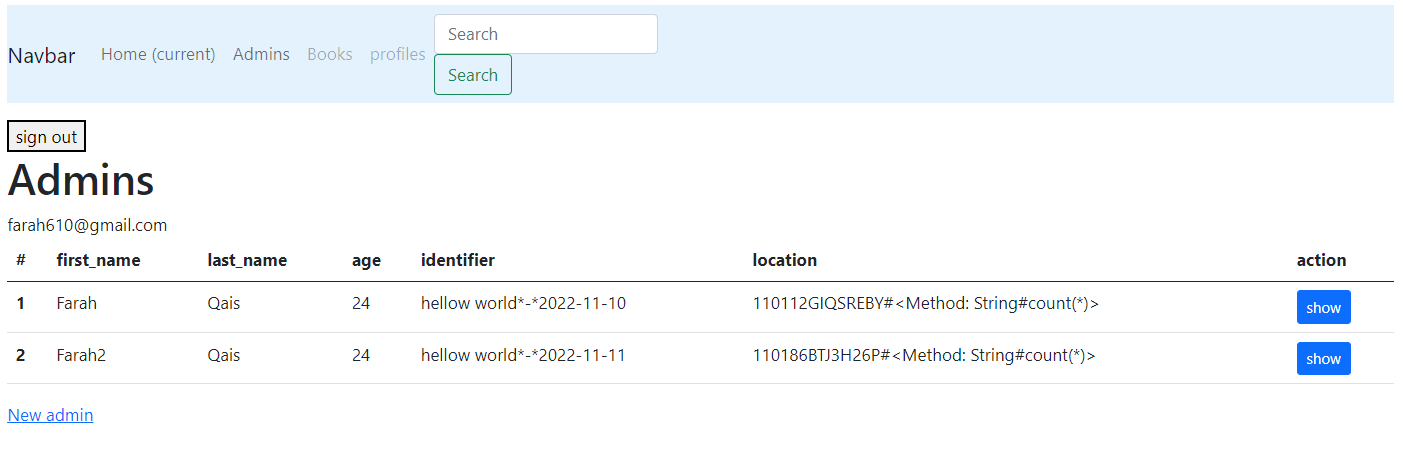 Navbar Home (current) Admins Books profiles Search
Search
sign out
Admins
farah610@gmail.com
# first_name last_name age identifier location action
1 Farah Qais 24 hellow world*-*2022-11-10 110112GIQSREBY#<Method: String#count(*)> show
2 Farah2 Qais 24 hellow world*-*2022-11-11 110186BTJ3H26P#<Method: String#count(*)> show
New admin